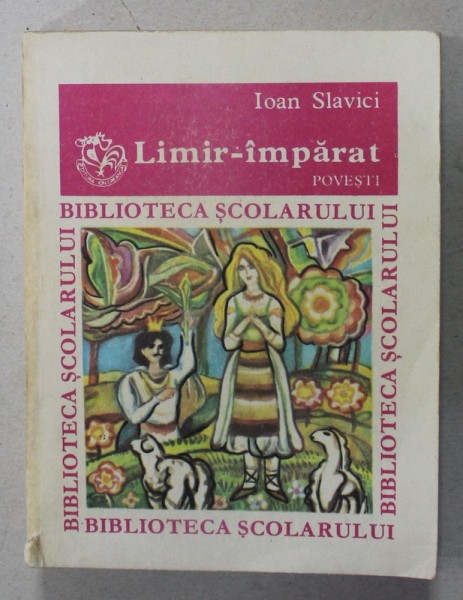 Ioan Slavici
Limir-împărat
POVEȘTI
BIBLIOTECA ȘCOLARULUI
BIBLIOTECA ȘCOLARULUI
BIBLIOTECA ȘCOLARULUI
BIBLIOTECA ȘCOLARULUI